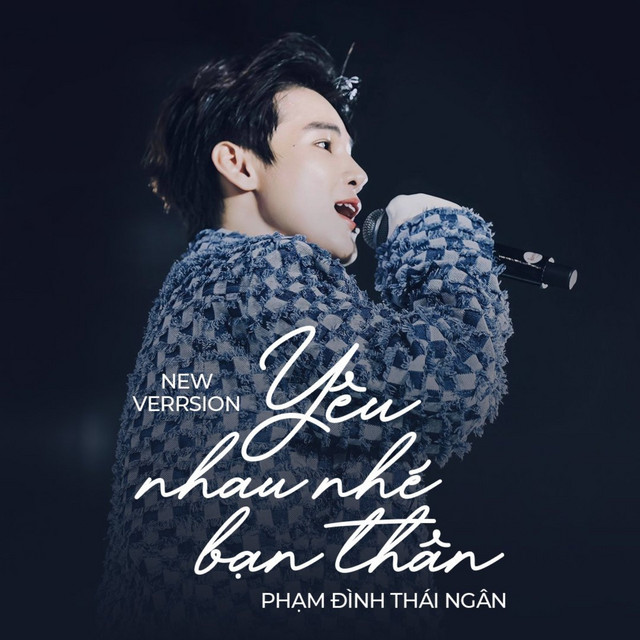 NEW
VERRSION
Yêu
nhau nhé
bạn thân
PHẠM ĐÌNH THÁI NGÂN